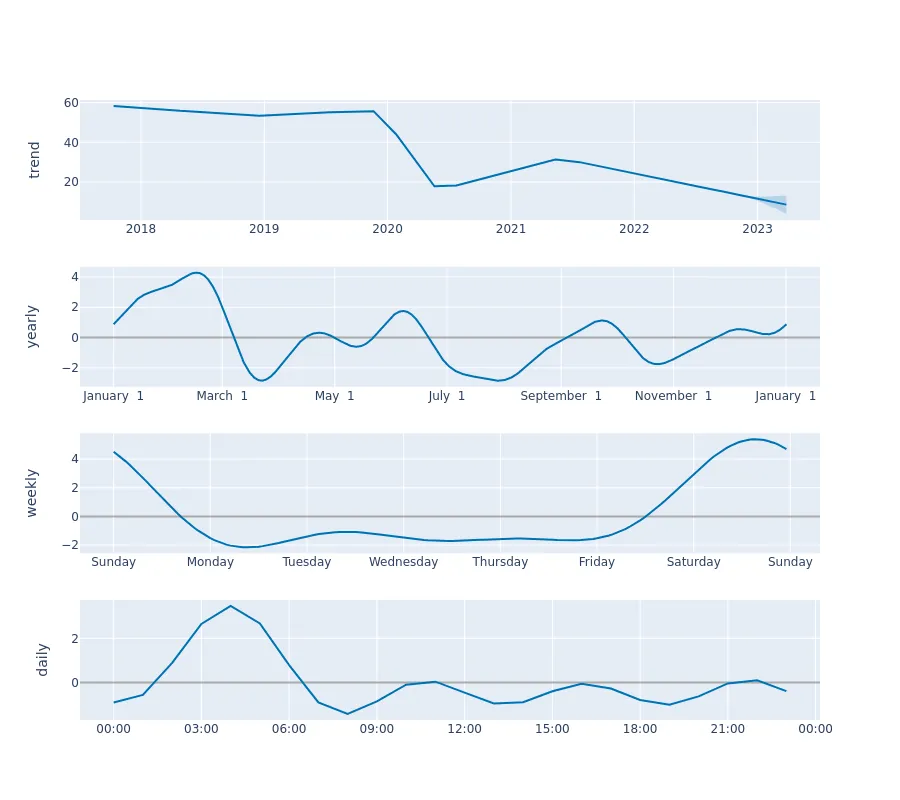 trend
60
40
20
2018 2019 2020 2021 2022 2023
yearly
4
2
0
−2
January 1 March 1 May 1 July 1 September 1 November 1 January 1
weekly
4
2
0
−2
Sunday Monday Tuesday Wednesday Thursday Friday Saturday Sunday
daily
2
0
00:00 03:00 06:00 09:00 12:00 15:00 18:00 21:00 00:00